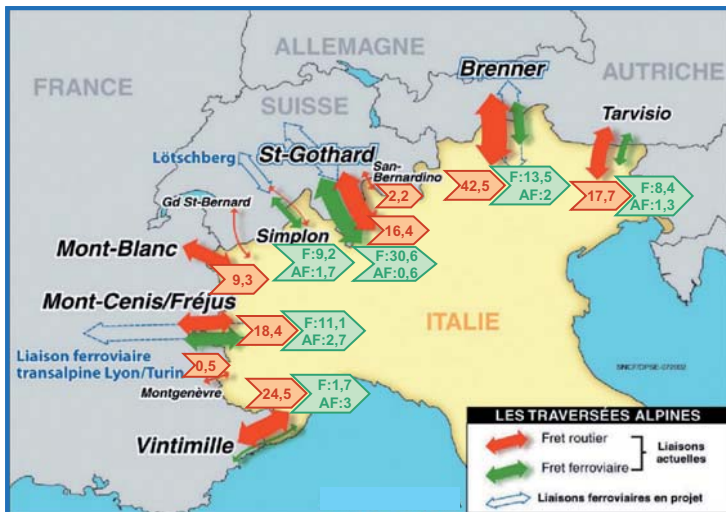 ALLEMAGNE
Brenner
AUTRICHE
FRANCE
SUISSE
Tarvisio
Lötschberg
St-Gothard
San-
Bernardino
2,2
42,5
F:13,5
AF:2
17,7
F:8,4
AF:1,3
Gd St-Bernard
Simplon
16,4
Mont-Blanc
9,3
F:9,2
AF:1,7
F:30,6
AF:0,6
Mont-Cenis/Fréjus
18,4
F:11,1
AF:2,7
ITALIE
Liaison ferroviaire
transalpine Lyon/Turin
0,5
Montgenèvre
24,5
F:1,7
AF:3
Vintimille
LES TRAVERSÉES ALPINES
Fret routier
Fret ferroviaire
Liaisons
actuelles
Liaisons ferroviaires en projet